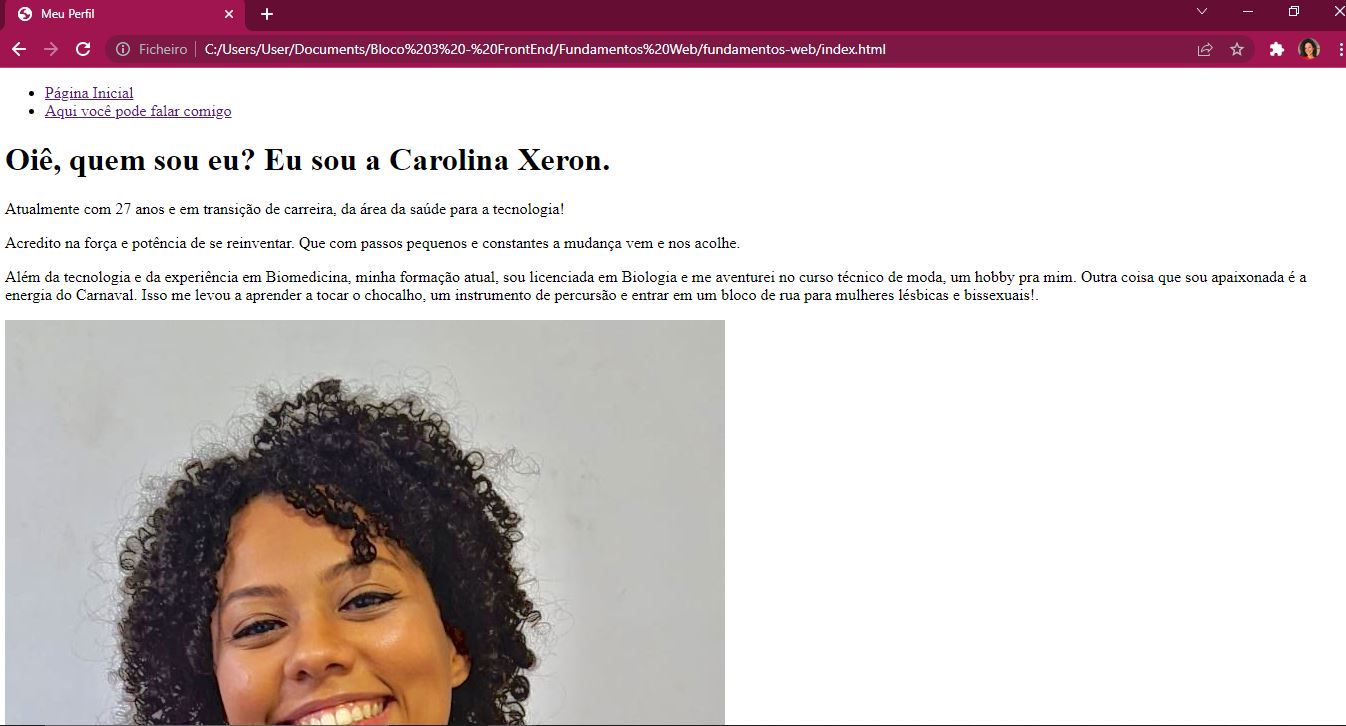 Meu Perfil
Ficheiro
C:/Users/User/Documents/Bloco%203%20-%20FrontEnd/Fundamentos%20Web/fundamentos-web/index.html
Página Inicial
Aqui você pode falar comigo
Oiê, quem sou eu? Eu sou a Carolina Xeron.
Atualmente com 27 anos e em transição de carreira, da área da saúde para a tecnologia!
Acredito na força e potência de se reinventar. Que com passos pequenos e constantes a mudança vem e nos acolhe.
Além da tecnologia e da experiência em Biomedicina, minha formação atual, sou licenciada em Biologia e me aventurei no curso técnico de moda, um hobby pra mim. Outra coisa que sou apaixonada é a
energia do Carnaval. Isso me levou a aprender a tocar o chocalho, um instrumento de percursão e entrar em um bloco de rua para mulheres lésbicas e bissexuais!.